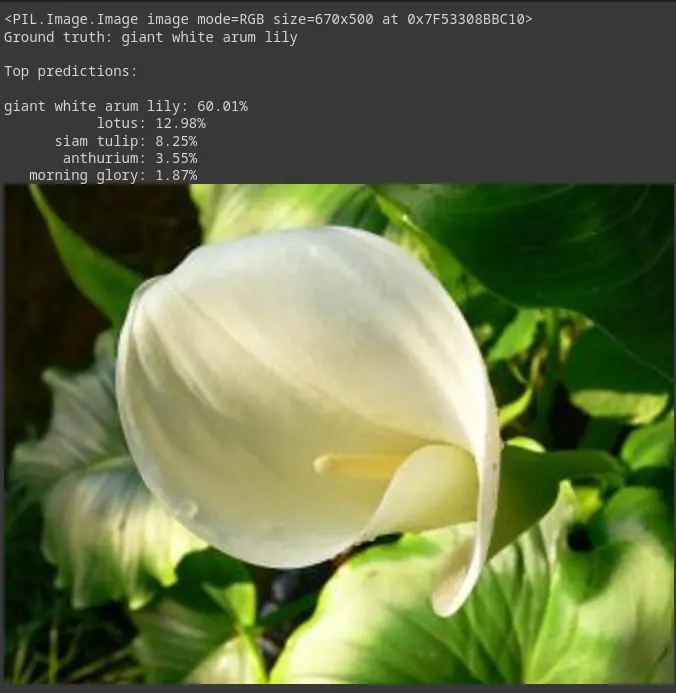 <PIL.Image.Image image mode=RGB size=670x500 at 0x7F53308BBC10>
Ground truth: giant white arum lily
Top predictions:
giant white arum lily: 60.01%
lotus: 12.98%
siam tulip: 8.25%
anthurium: 3.55%
morning glory: 1.87%